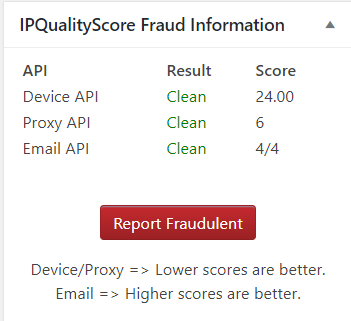 IPQualityScore Fraud Information
API Result Score
Device API Clean 24.00
Proxy API Clean 6
Email API Clean 4/4
Report Fraudulent
Device/Proxy => Lower scores are better.
Email => Higher scores are better.